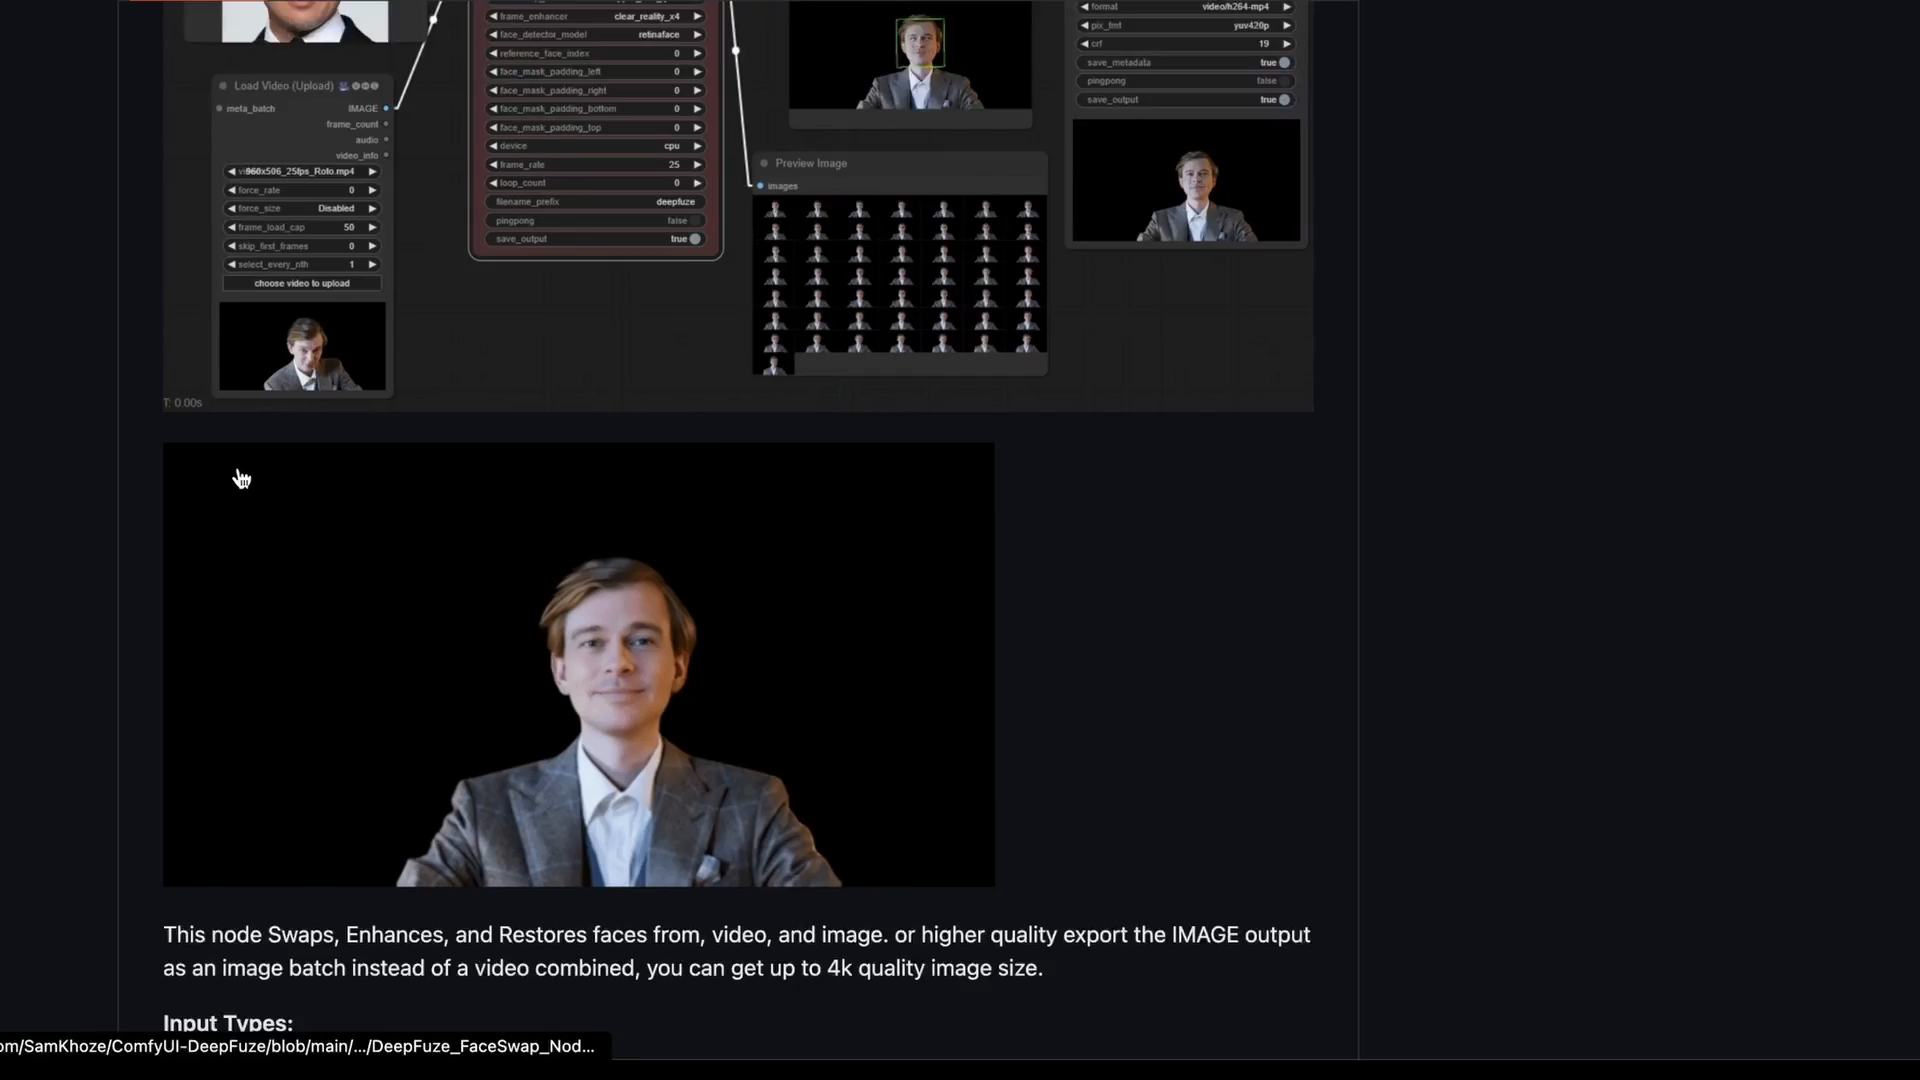 frame_enhancer clear_reality_x4
face_detector_model retinaface
reference_face_index 0
face_mask_padding_left 0
face_mask_padding_right 0
face_mask_padding_bottom 0
face_mask_padding_top 0
device cpu
frame_rate 25
loop_count 0
filename_prefix deepfuze
pingpong false
save_output true
Load Video (Upload)
meta_batch IMAGE
frame_count
audio
video_info
960x506_25fps_Roto.mp4
force_rate 0
force_size Disabled
frame_load_cap 50
skip_first_frames 0
select_every_nth 1
choose video to upload
T: 0.00s
Preview Image
images
format video/h264-mp4
pix_fmt yuv420p
crf 19
save_metadata true
pingpong false
save_output true
This node Swaps, Enhances, and Restores faces from, video, and image. or higher quality export the IMAGE output
as an image batch instead of a video combined, you can get up to 4k quality image size.
Input Types:
om/SamKhoze/ComfyUI-DeepFuze/blob/main/.../DeepFuze_FaceSwap_Nod...